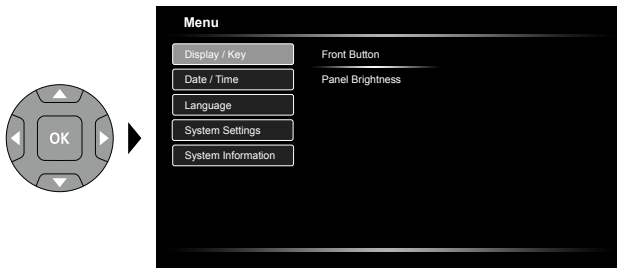 Menu
Display / Key
Front Button
Date / Time
Panel Brightness
Language
System Settings
System Information
OK